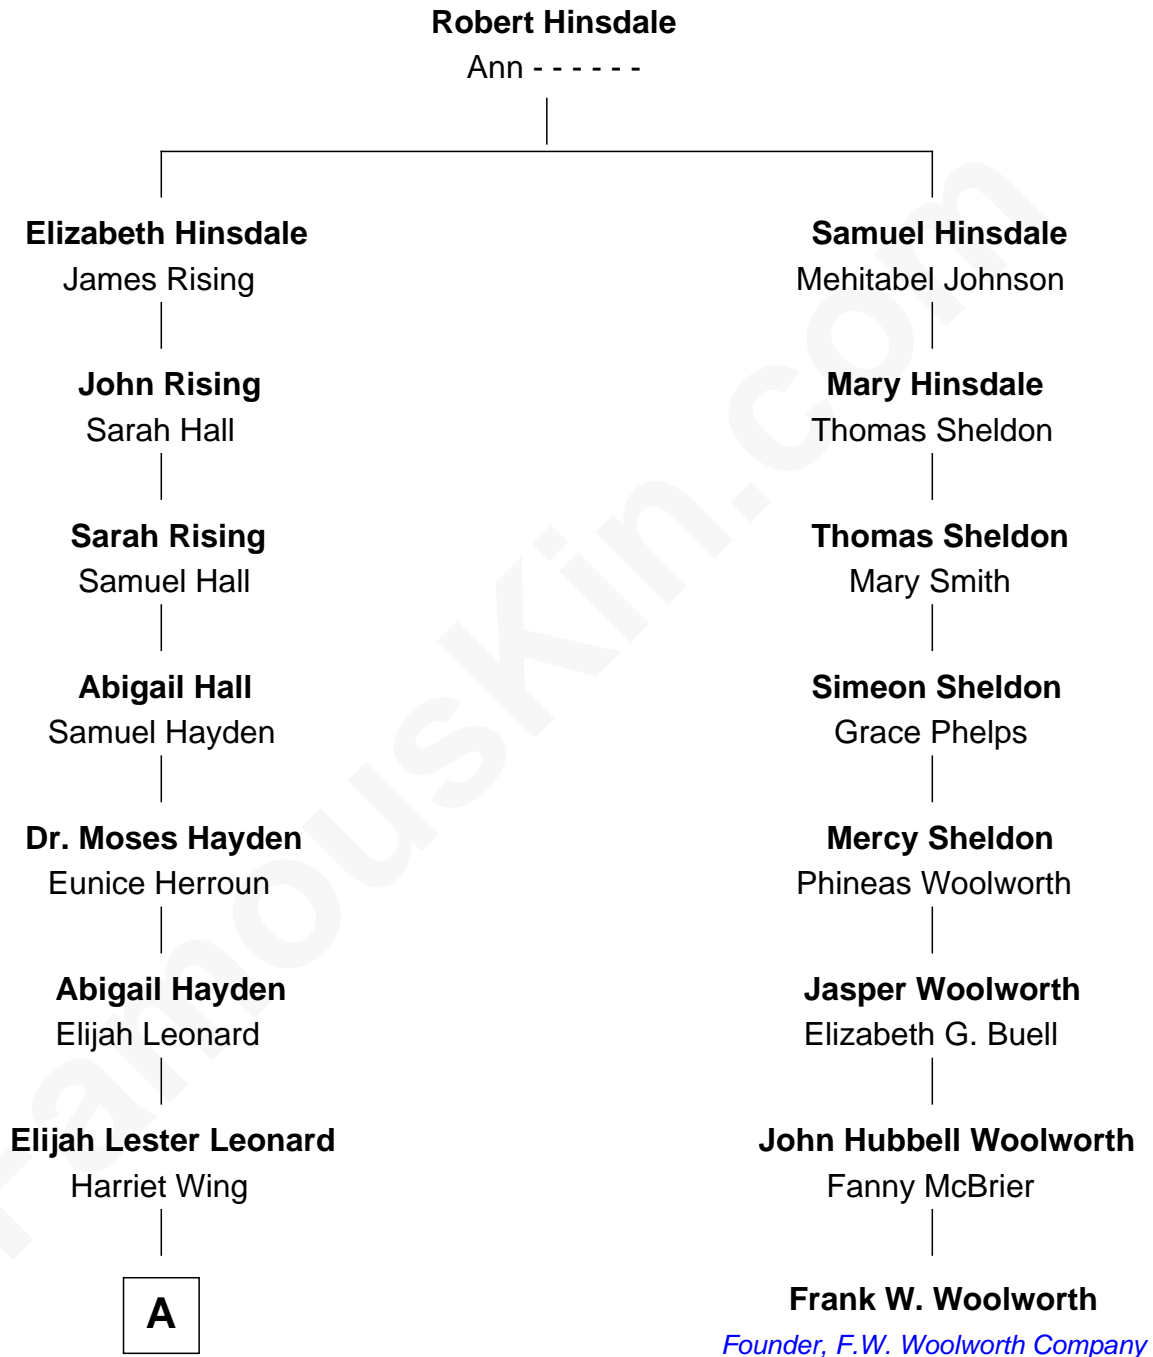 Robert Hinsdale
Ann - - - - - -
Elizabeth Hinsdale
James Rising
John Rising
Sarah Hall
Sarah Rising
Samuel Hall
Abigail Hall
Samuel Hayden
Dr. Moses Hayden
Eunice Herroun
Abigail Hayden
Elijah Leonard
Elijah Lester Leonard
Harriet Wing
A
Samuel Hinsdale
Mehitabel Johnson
Mary Hinsdale
Thomas Sheldon
Thomas Sheldon
Mary Smith
Simeon Sheldon
Grace Phelps
Mercy Sheldon
Phineas Woolworth
Jasper Woolworth
Elizabeth G. Buell
John Hubbell Woolworth
Fanny McBrier
Frank W. Woolworth
Founder, F.W. Woolworth Company
FamousKin.com